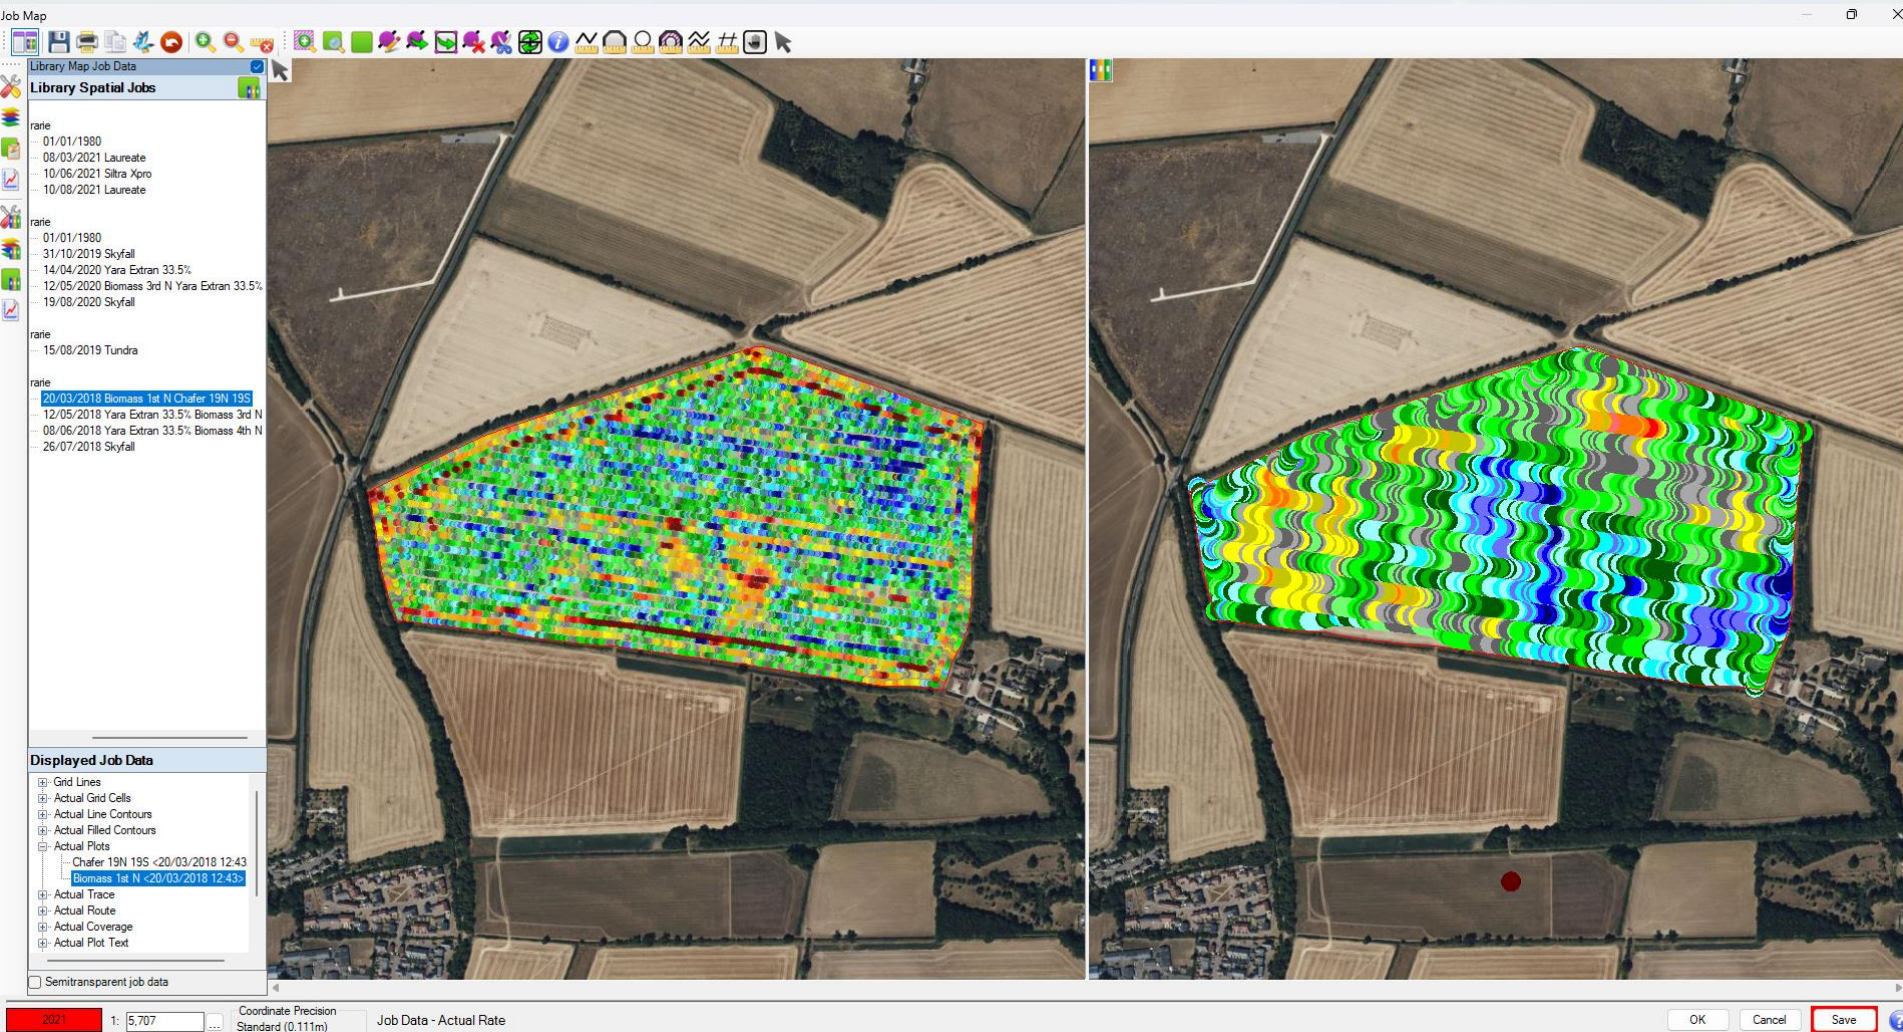 Job Map
Library Map Job Data
Library Spatial Jobs
rarie
01/01/1980
08/03/2021 Laureate
10/06/2021 Siltra Xpro
10/08/2021 Laureate
rarie
01/01/1980
31/10/2019 Skyfall
14/04/2020 Yara Extran 33.5%
12/05/2020 Biomass 3rd N Yara Extran 33.5%
19/08/2020 Skyfall
rarie
15/08/2019 Tundra
rarie
20/03/2018 Biomass 1st N Chafer 19N 19S
12/05/2018 Yara Extran 33.5% Biomass 3rd N
08/06/2018 Yara Extran 33.5% Biomass 4th N
26/07/2018 Skyfall
Displayed Job Data
Grid Lines
Actual Grid Cells
Actual Line Contours
Actual Filled Contours
Actual Plots
Chafer 19N 19S <20/03/2018 12:43
Biomass 1st N <20/03/2018 12:43>
Actual Trace
Actual Route
Actual Coverage
Actual Plot Text
Semitransparent job data
2021
1: 5,707 ...
Coordinate Precision
Standard (0.111m)
Job Data - Actual Rate
OK
Cancel
Save